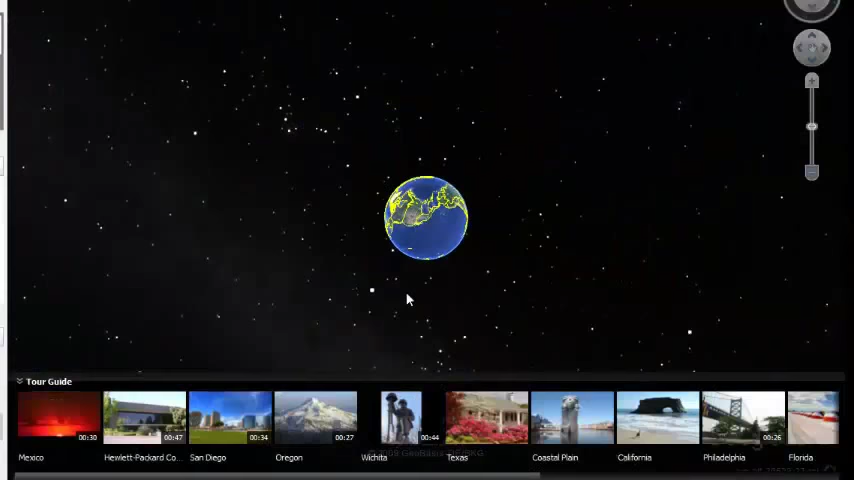 Tour Guide
00:30
00:47
00:34
00:27
00:44
00:26
Mexico
Hewlett-Packard Co...
San Diego
Oregon
Wichita
Texas
Coastal Plain
California
Philadelphia
Florida